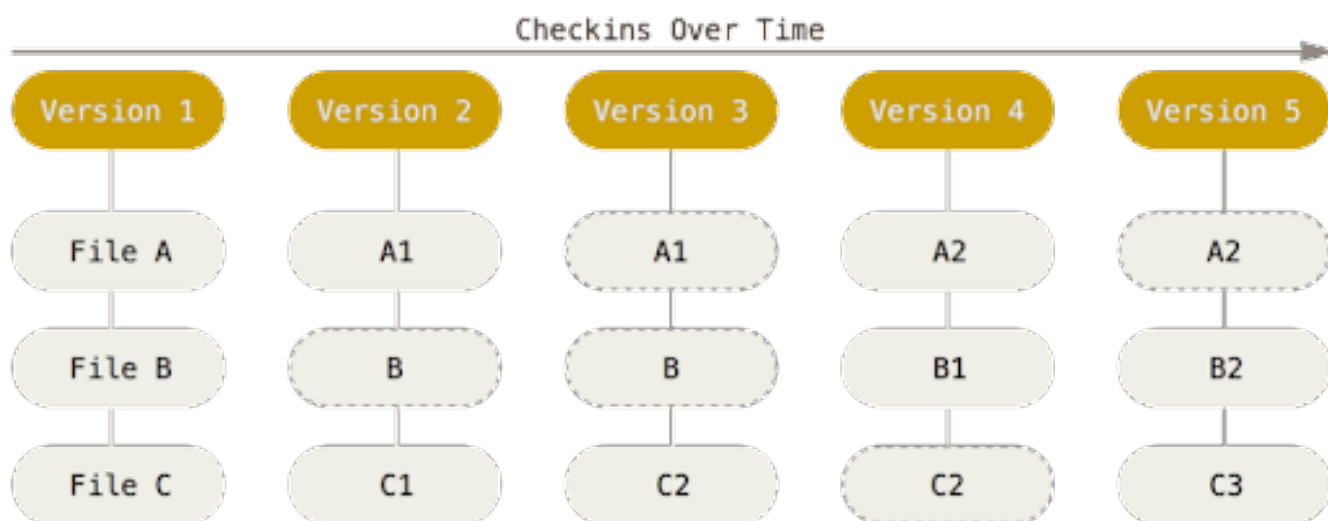 Checkins Over Time
Version 1 Version 2 Version 3 Version 4 Version 5
File A A1 A1 A2 A2
File B B B B1 B2
File C C1 C2 C2 C3